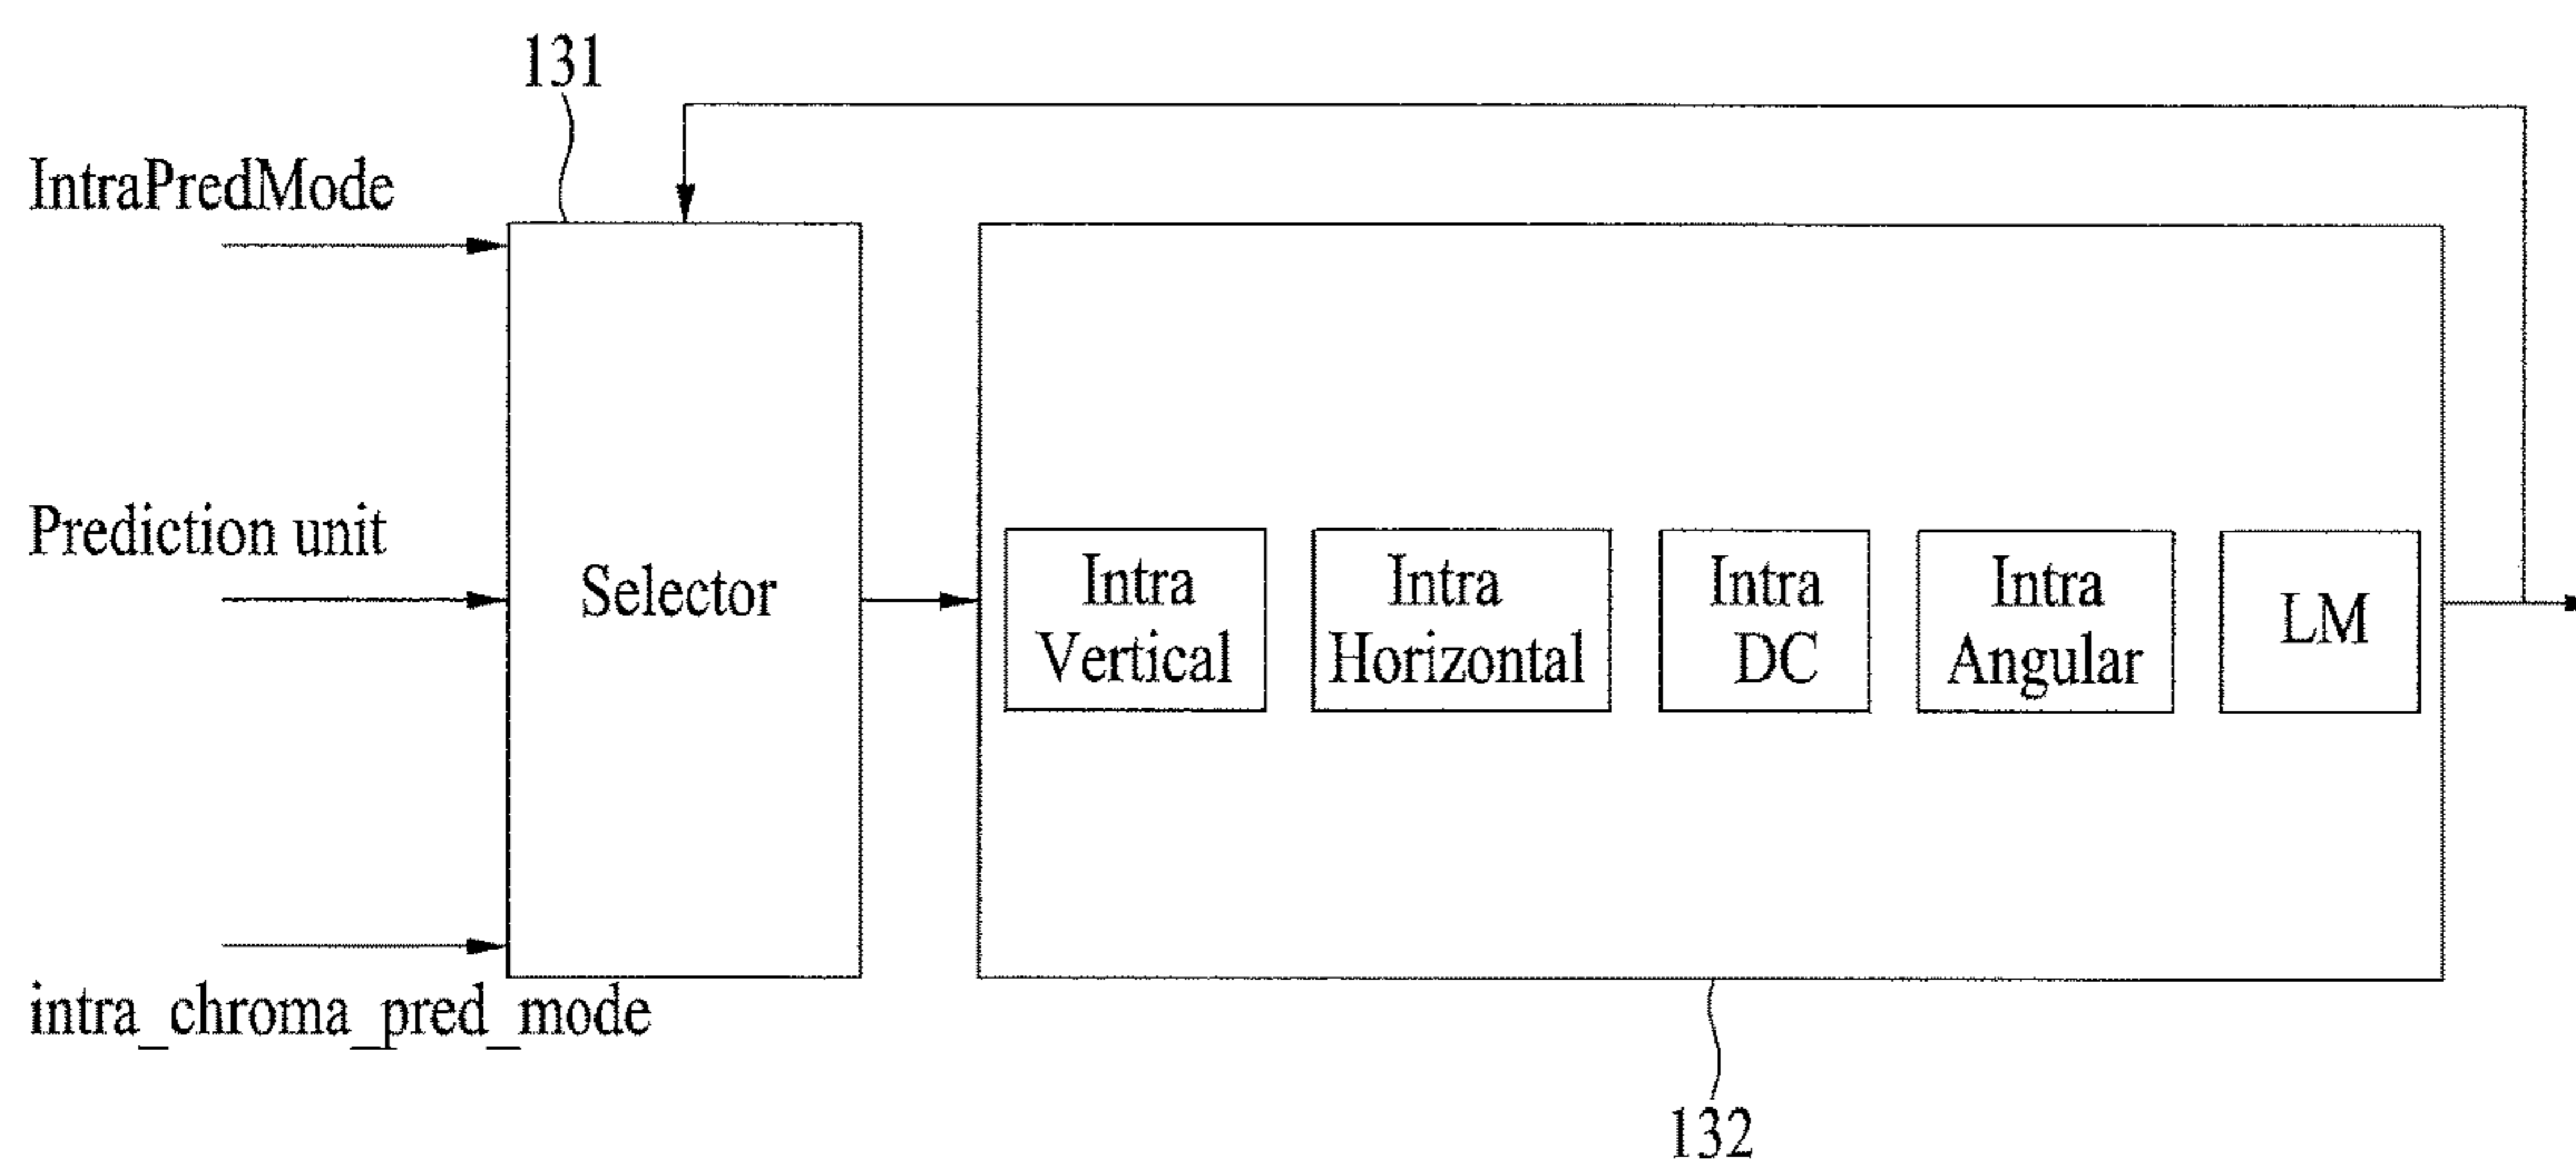 131
IntraPredMode
Prediction unit
Selector
Intra
Vertical
Intra
Horizontal
Intra
DC
Intra
Angular
LM
intra_chroma_pred_mode
132